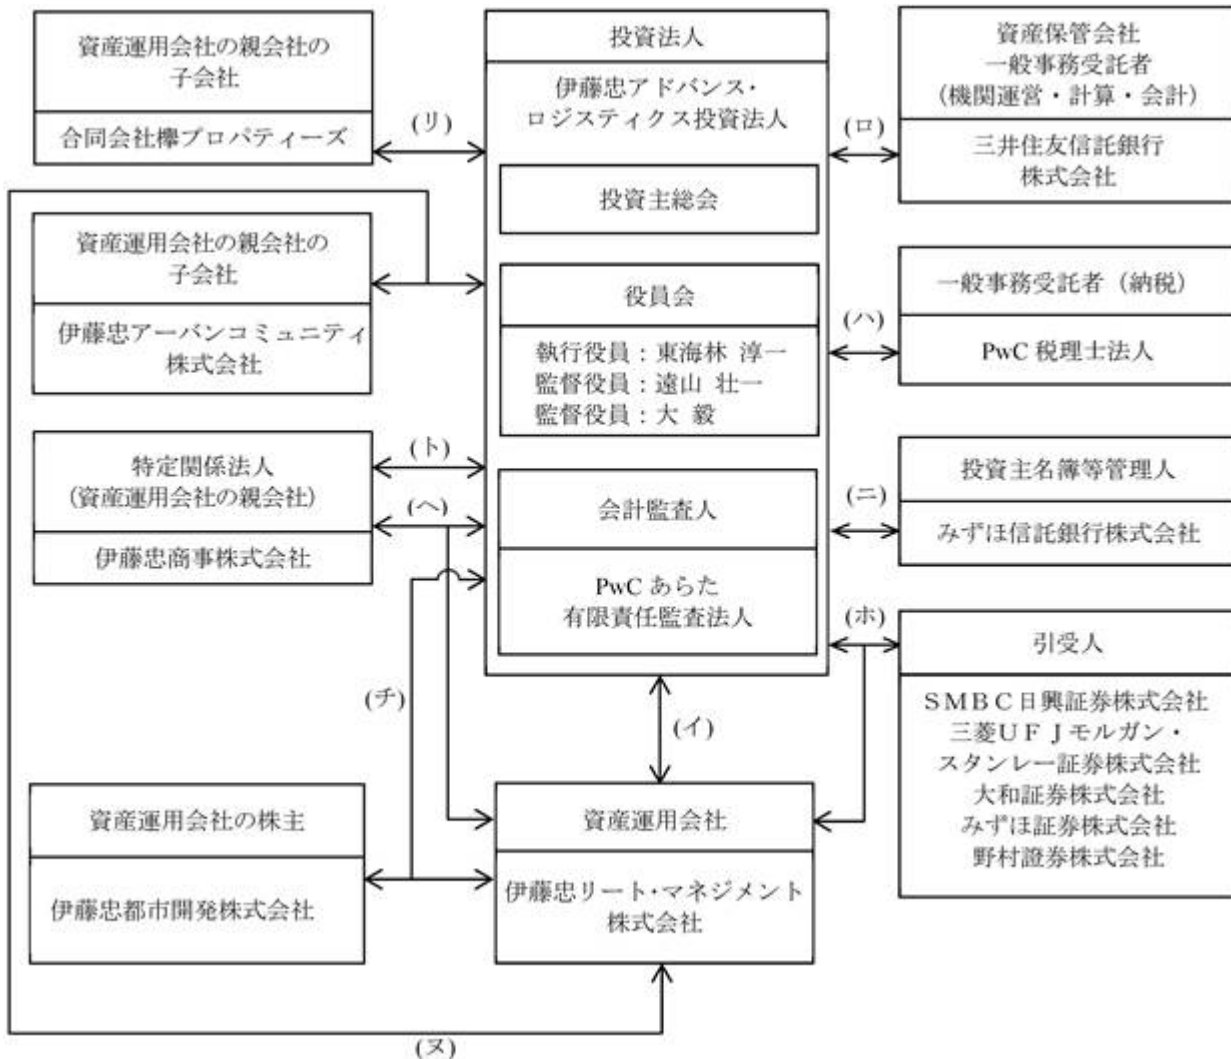 資産運用会社の親会社の
子会社
合同会社欅プロパティーズ
(リ)
資産運用会社の親会社の
子会社
伊藤忠アーバンコミュニティ
株式会社
特定関係法人
(資産運用会社の親会社)
伊藤忠商事株式会社
(ト)
(ヘ)
(チ)
資産運用会社の株主
伊藤忠都市開発株式会社
投資法人
伊藤忠アドバンス・
ロジスティクス投資法人
投資主総会
役員会
執行役員：東海林 淳一
監督役員：遠山 壮一
監督役員：大 毅
会計監査人
PwC あらた
有限責任監査法人
(イ)
資産運用会社
伊藤忠リート・マネジメント
株式会社
(ヌ)
(ロ)
資産保管会社
一般事務受託者
(機関運営・計算・会計)
三井住友信託銀行
株式会社
(ハ)
一般事務受託者（納税）
PwC 税理士法人
(ニ)
投資主名簿等管理人
みずほ信託銀行株式会社
(ホ)
引受人
ＳＭＢＣ日興証券株式会社
三菱ＵＦＪモルガン・
スタンレー証券株式会社
大和証券株式会社
みずほ証券株式会社
野村證券株式会社